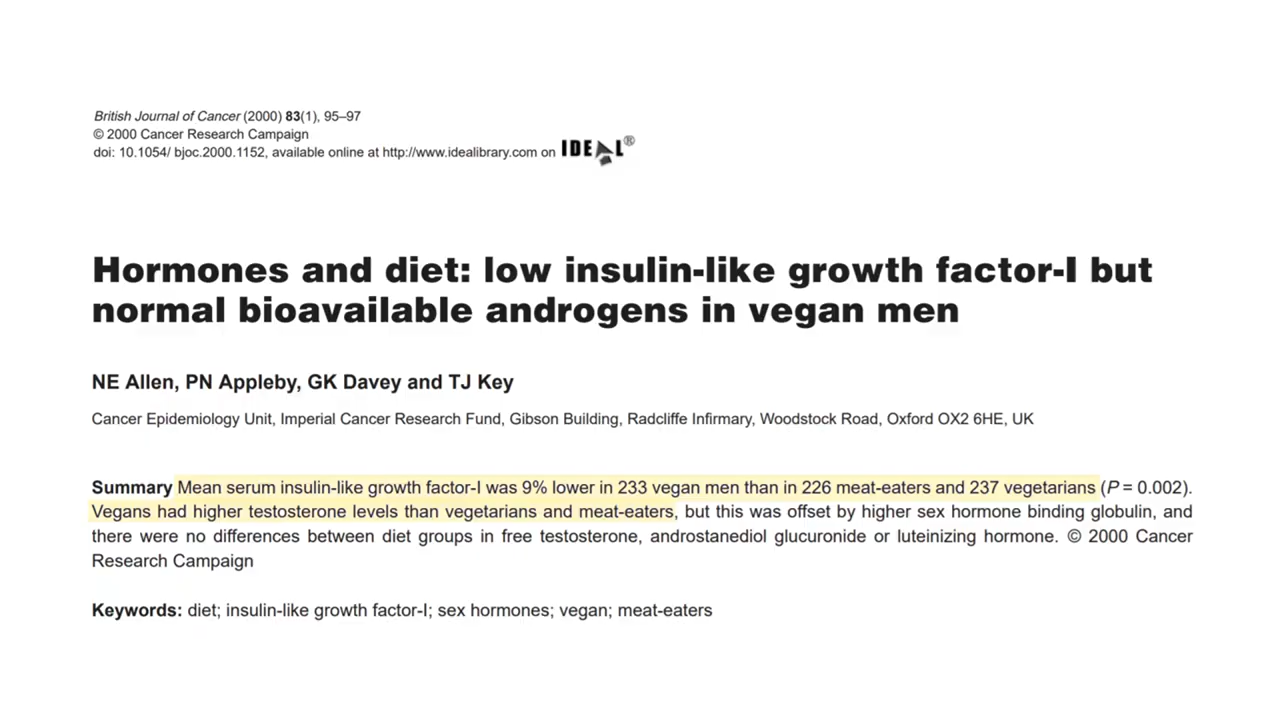 British Journal of Cancer (2000) 83(1), 95–97
© 2000 Cancer Research Campaign
doi: 10.1054/ bjoc.2000.1152, available online at http://www.idealibrary.com on IDEAL®
Hormones and diet: low insulin-like growth factor-I but
normal bioavailable androgens in vegan men
NE Allen, PN Appleby, GK Davey and TJ Key
Cancer Epidemiology Unit, Imperial Cancer Research Fund, Gibson Building, Radcliffe Infirmary, Woodstock Road, Oxford OX2 6HE, UK
Summary Mean serum insulin-like growth factor-I was 9% lower in 233 vegan men than in 226 meat-eaters and 237 vegetarians (P = 0.002).
Vegans had higher testosterone levels than vegetarians and meat-eaters, but this was offset by higher sex hormone binding globulin, and
there were no differences between diet groups in free testosterone, androstanediol glucuronide or luteinizing hormone. © 2000 Cancer
Research Campaign
Keywords: diet; insulin-like growth factor-I; sex hormones; vegan; meat-eaters